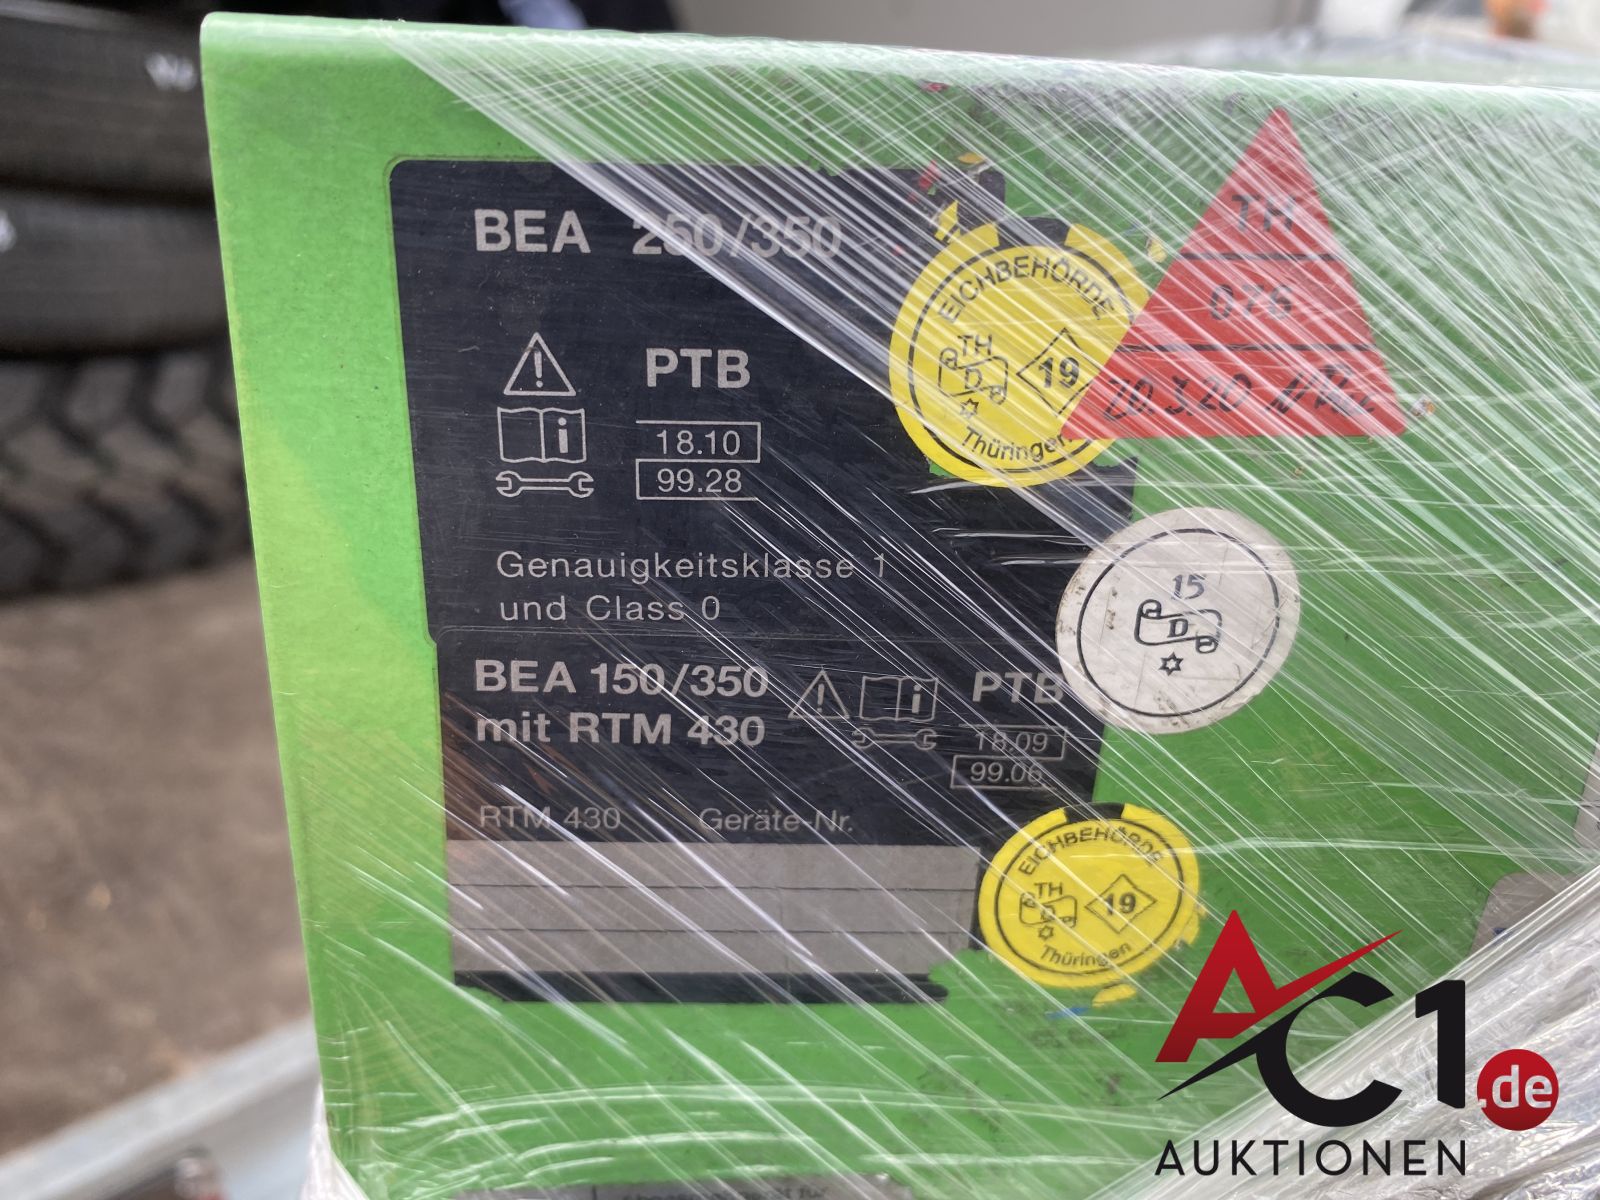 BEA 250/350
PTB
18.10
99.28
Genauigkeitsklasse 1
und Class 0
BEA 150/350
mit RTM 430
PTB
18.09
99.06
RTM 430 Geräte-Nr.
EICHBEHÖRDE
TH
D
19
Thüringen
TH
076
20.3.20
15
D
EICHBEHÖRDE
TH
D
19
Thüringen
AC1.de
AUKTIONEN